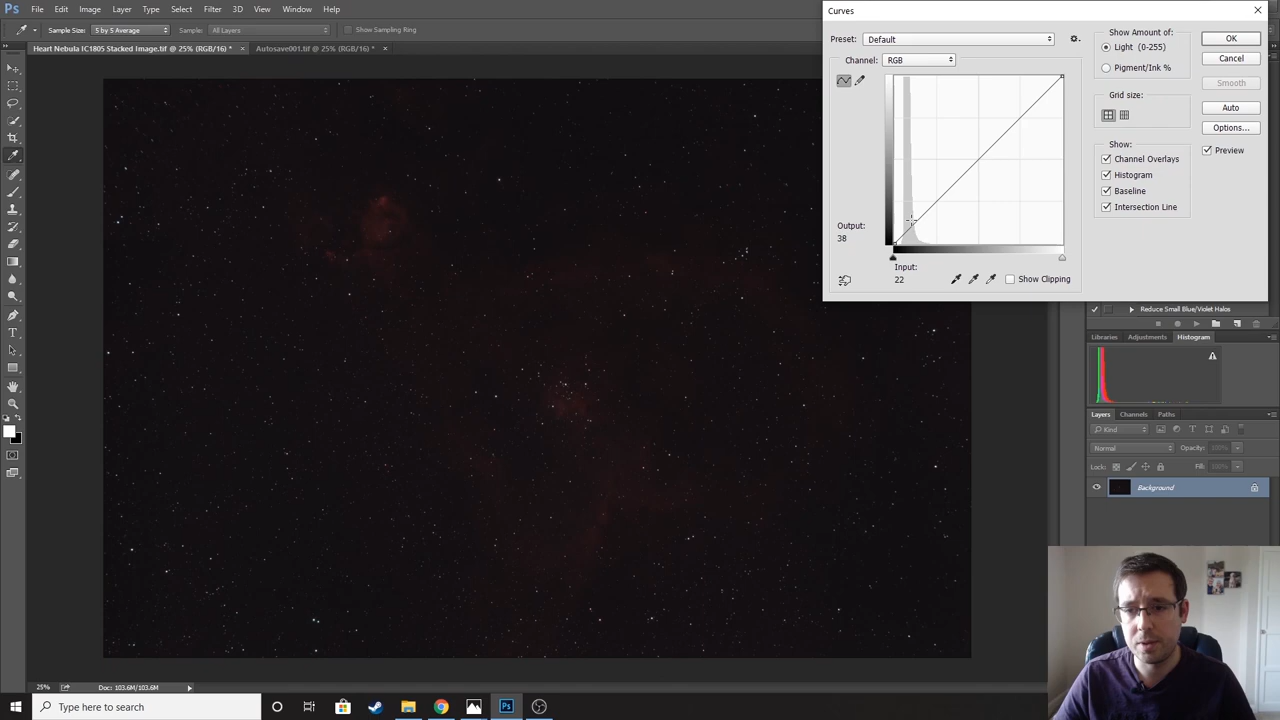 Ps File Edit Image Layer Type Select Filter 3D View Window Help
Sample Size: 5 by 5 Average Sample: All Layers Show Sampling Ring
Heart Nebula IC1805 Stacked Image.tif @ 25% (RGB/16) * Autosave001.tif @ 25% (RGB/16) *
Curves
Preset: Default
Channel: RGB
Output:
38
Input:
22
Show Clipping
Show Amount of:
Light (0-255)
Pigment/Ink %
Grid size:
Show:
Channel Overlays
Histogram
Baseline
Intersection Line
OK
Cancel
Smooth
Auto
Options...
Preview
Reduce Small Blue/Violet Halos
Libraries Adjustments Histogram
Layers Channels Paths
Kind
Normal Opacity: 100%
Lock: Fill: 100%
Background
25% Doc: 103.6M/103.6M
Type here to search
Ps